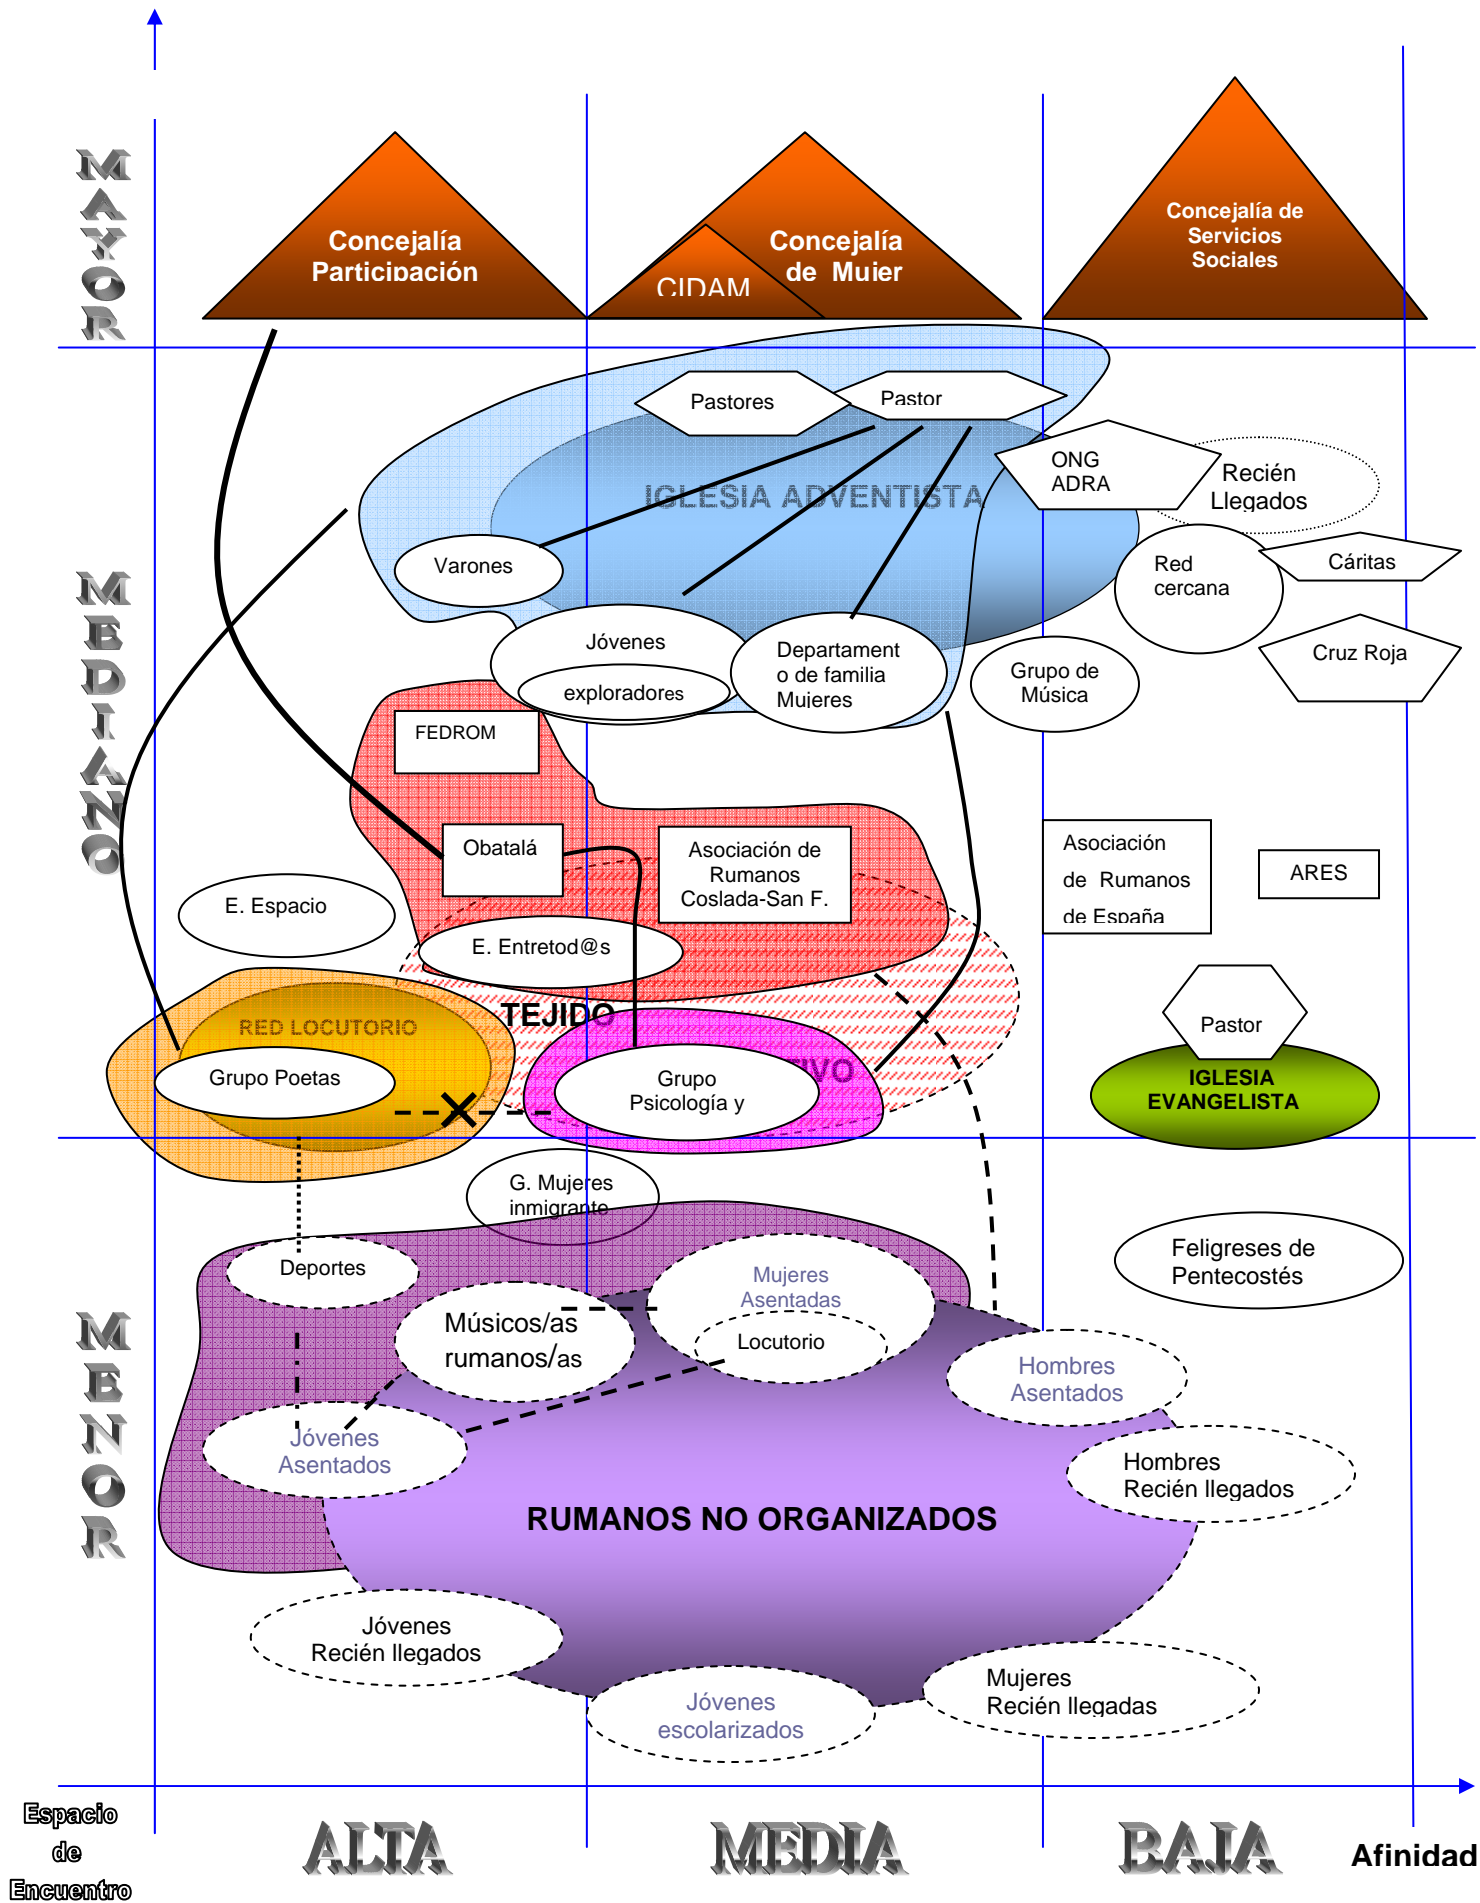 MAYOR
Concejalía
Participación
CIDAM
Concejalía
de Mujer
Concejalía de
Servicios
Sociales
MEDIANO
Pastores
Pastor
IGLESIA ADVENTISTA
ONG
ADRA
Recién
Llegados
Varones
Red
cercana
Cáritas
Jóvenes
exploradores
Departament
o de familia
Mujeres
Grupo de
Música
Cruz Roja
FEDROM
Obatalá
Asociación de
Rumanos
Coslada-San F.
Asociación
de Rumanos
de España
ARES
E. Espacio
E. Entretod@s
TEJIDO
TIVO
RED LOCUTORIO
Grupo Poetas
Grupo
Psicología y
Pastor
IGLESIA
EVANGELISTA
MENOR
G. Mujeres
inmigrante
Deportes
Músicos/as
rumanos/as
Mujeres
Asentadas
Locutorio
Feligreses de
Pentecostés
Hombres
Asentados
Jóvenes
Asentados
Hombres
Recién llegados
RUMANOS NO ORGANIZADOS
Jóvenes
Recién llegados
Jóvenes
escolarizados
Mujeres
Recién llegadas
Espacio
de
Encuentro
ALTA
MEDIA
BAJA
Afinidad